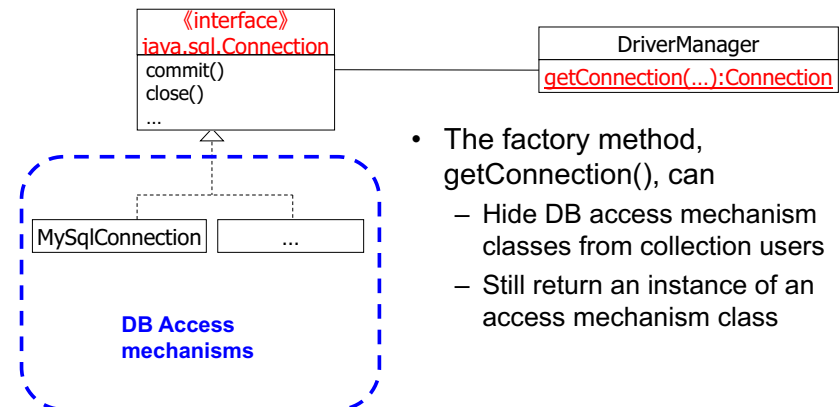 《interface》
java.sql.Connection
commit()
close()
…
DriverManager
getConnection(…):Connection
MySqlConnection
…
DB Access
mechanisms
• The factory method,
getConnection(), can
– Hide DB access mechanism
classes from collection users
– Still return an instance of an
access mechanism class